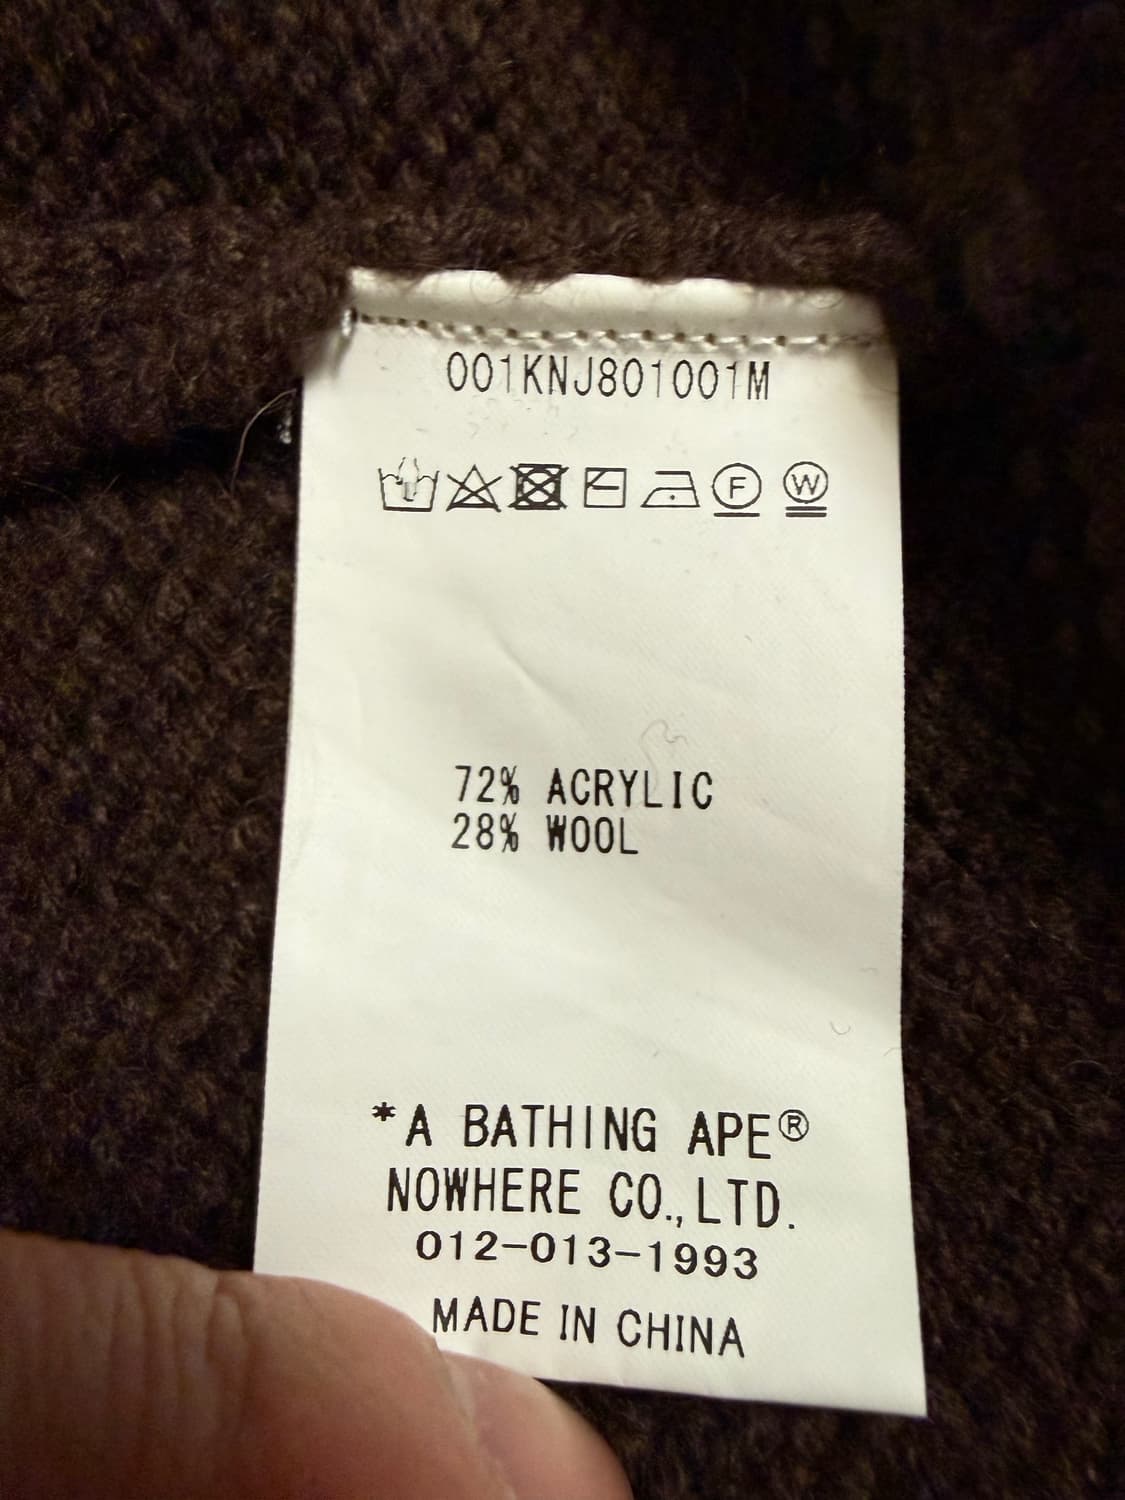 001KNJ801001M
F W
72% ACRYLIC
28% WOOL
*A BATHING APE®
NOWHERE CO.,LTD.
012-013-1993
MADE IN CHINA